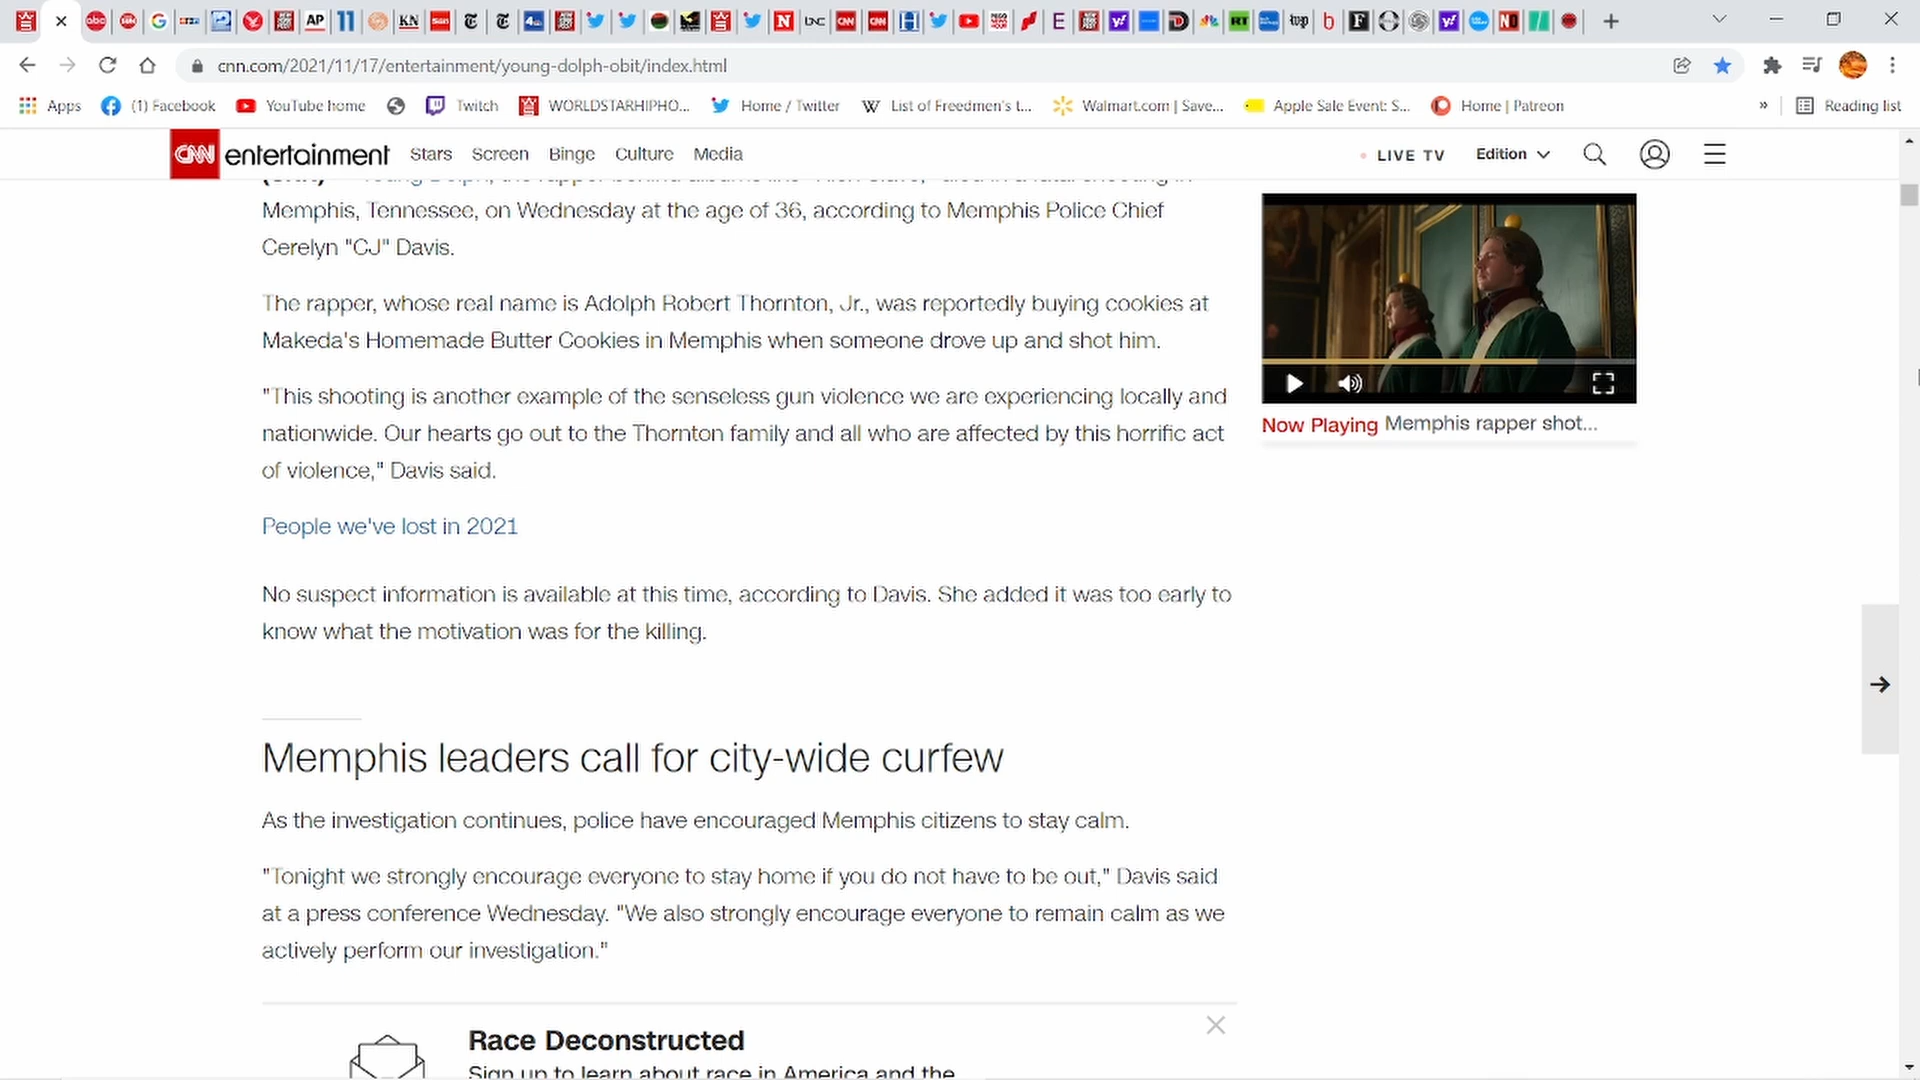 cnn.com/2021/11/17/entertainment/young-dolph-obit/index.html
Apps (1) Facebook YouTube home Twitch WORLDSTARHIPHO... Home / Twitter List of Freedmen's t... Walmart.com | Save... Apple Sale Event: S... Home | Patreon » Reading list
CNN entertainment Stars Screen Binge Culture Media LIVE TV Edition
Memphis, Tennessee, on Wednesday at the age of 36, according to Memphis Police Chief
Cerelyn "CJ" Davis.
The rapper, whose real name is Adolph Robert Thornton, Jr., was reportedly buying cookies at
Makeda's Homemade Butter Cookies in Memphis when someone drove up and shot him.
"This shooting is another example of the senseless gun violence we are experiencing locally and
nationwide. Our hearts go out to the Thornton family and all who are affected by this horrific act
of violence," Davis said.
Now Playing Memphis rapper shot...
People we've lost in 2021
No suspect information is available at this time, according to Davis. She added it was too early to
know what the motivation was for the killing.
Memphis leaders call for city-wide curfew
As the investigation continues, police have encouraged Memphis citizens to stay calm.
"Tonight we strongly encourage everyone to stay home if you do not have to be out," Davis said
at a press conference Wednesday. "We also strongly encourage everyone to remain calm as we
actively perform our investigation."
Race Deconstructed
Sign up to learn about race in America and the